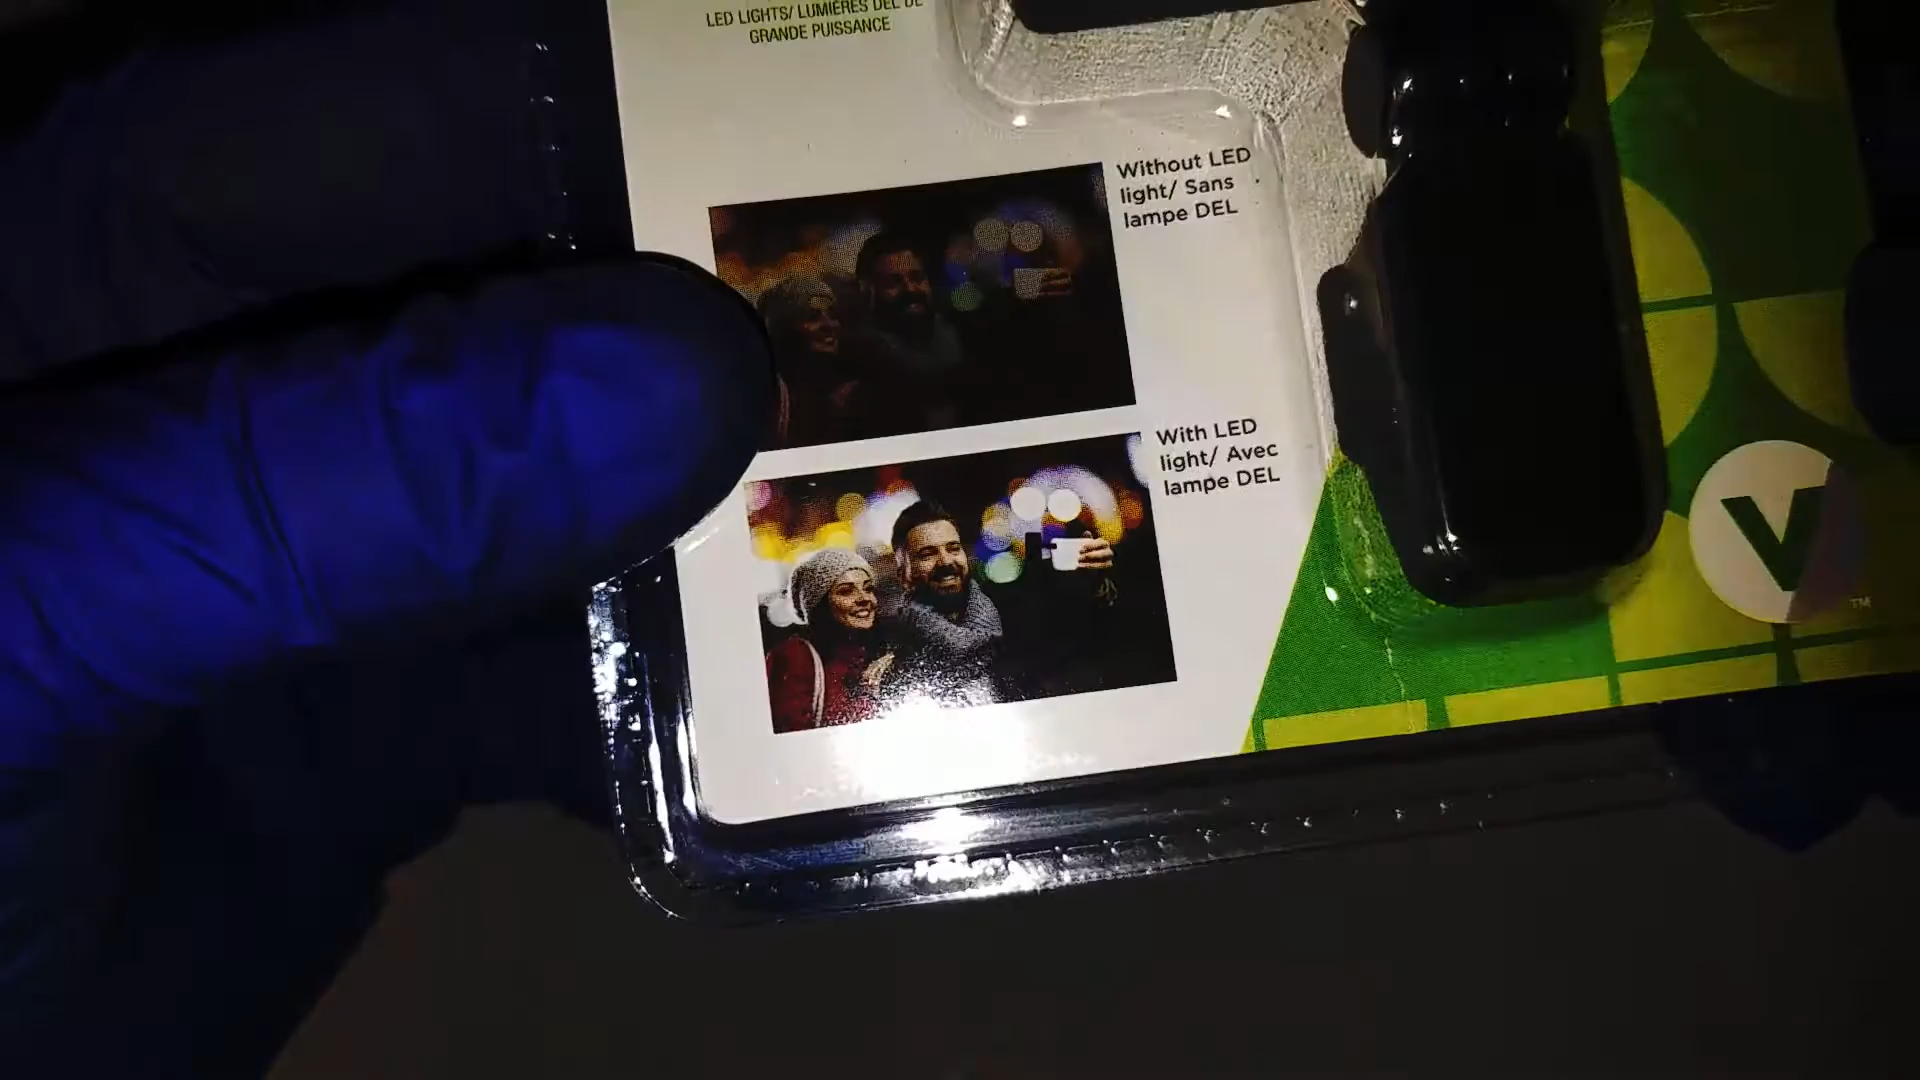 LED LIGHTS/ LUMIÈRES DEL DE
GRANDE PUISSANCE
Without LED
light/ Sans
lampe DEL
With LED
light/ Avec
lampe DEL
V
TM